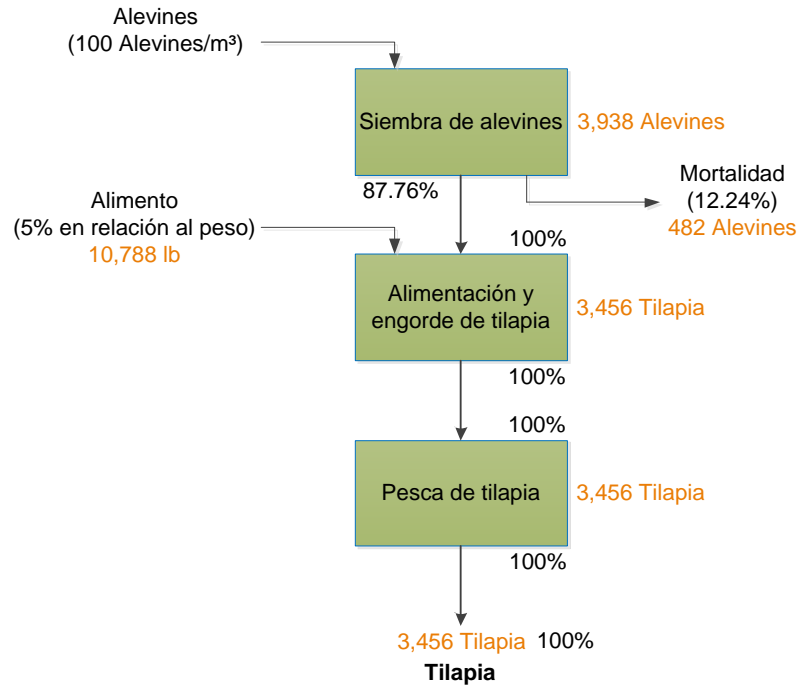 Alevines
(100 Alevines/m³)
Siembra de alevines
3,938 Alevines
87.76%
Mortalidad
(12.24%)
482 Alevines
Alimento
(5% en relación al peso)
10,788 lb
100%
Alimentación y
engorde de tilapia
3,456 Tilapia
100%
100%
Pesca de tilapia
3,456 Tilapia
100%
3,456 Tilapia 100%
Tilapia